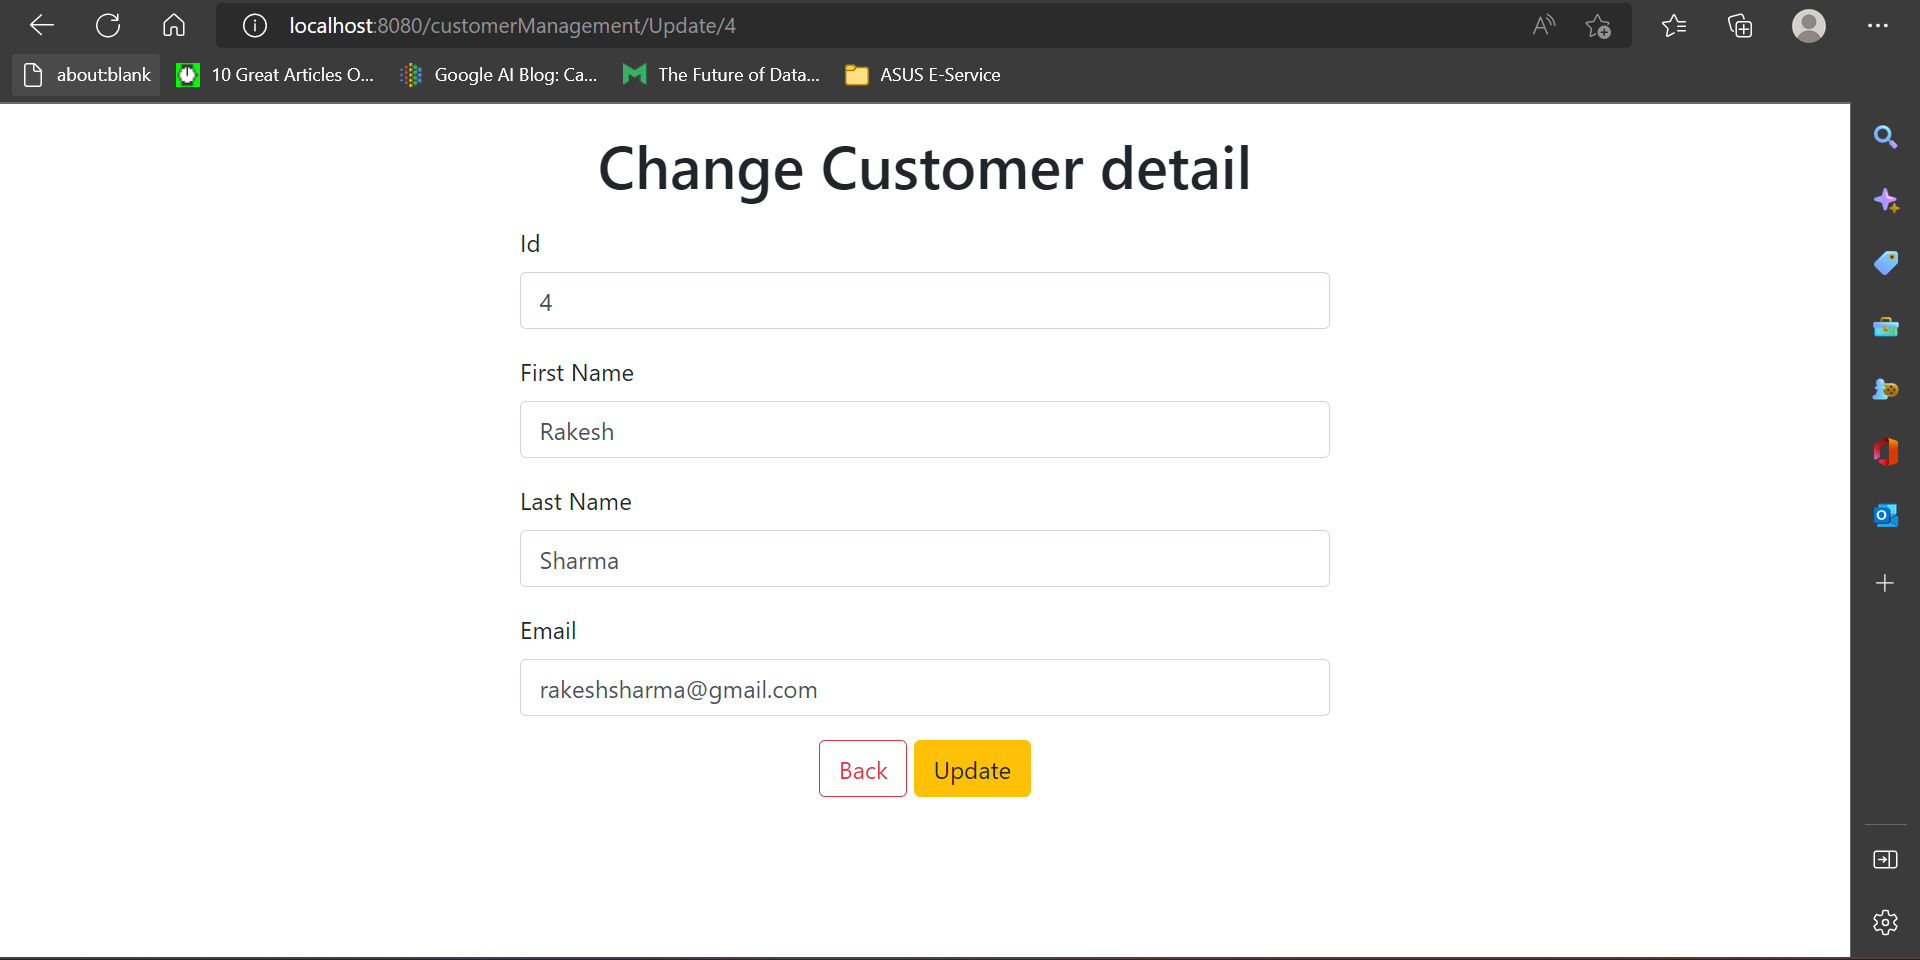 localhost:8080/customerManagement/Update/4
about:blank
10 Great Articles O...
Google AI Blog: Ca...
The Future of Data...
ASUS E-Service
Change Customer detail
Id
4
First Name
Rakesh
Last Name
Sharma
Email
rakeshsharma@gmail.com
Back
Update